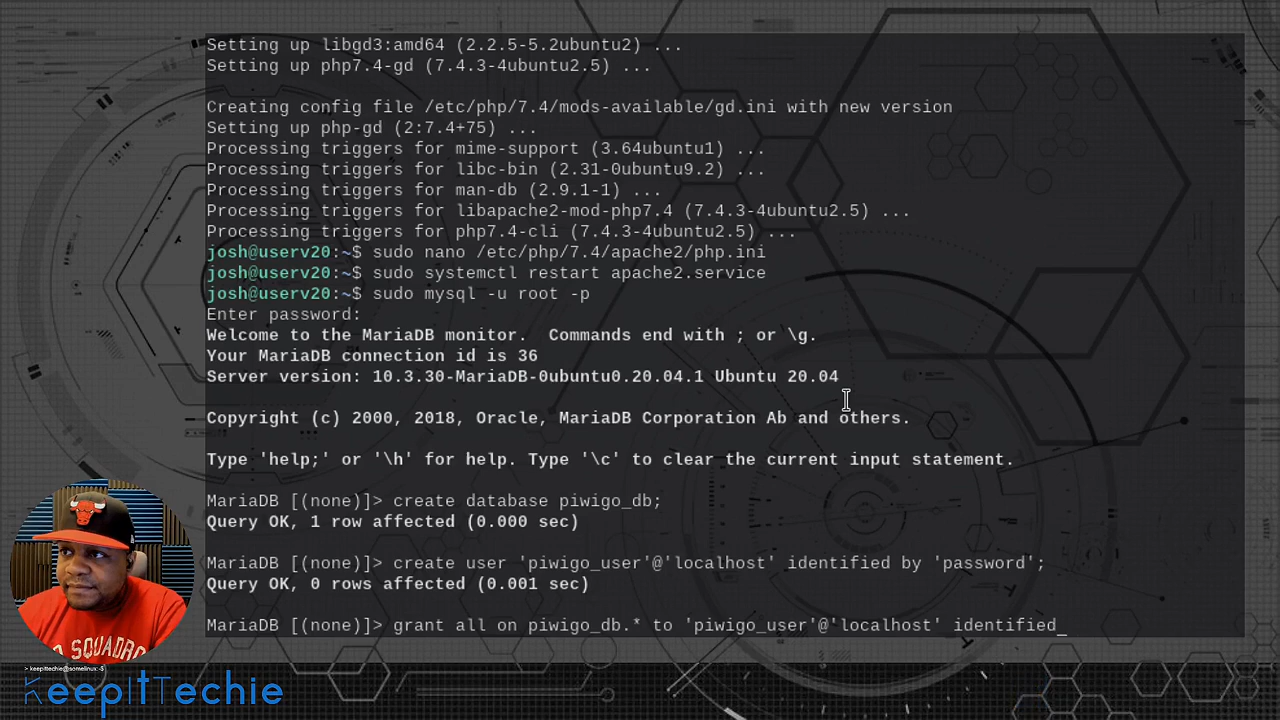 Setting up libgd3:amd64 (2.2.5-5.2ubuntu2) ...
Setting up php7.4-gd (7.4.3-4ubuntu2.5) ...
Creating config file /etc/php/7.4/mods-available/gd.ini with new version
Setting up php-gd (2:7.4+75) ...
Processing triggers for mime-support (3.64ubuntu1) ...
Processing triggers for libc-bin (2.31-0ubuntu9.2) ...
Processing triggers for man-db (2.9.1-1) ...
Processing triggers for libapache2-mod-php7.4 (7.4.3-4ubuntu2.5) ...
Processing triggers for php7.4-cli (7.4.3-4ubuntu2.5) ...
josh@userv20:~$ sudo nano /etc/php/7.4/apache2/php.ini
josh@userv20:~$ sudo systemctl restart apache2.service
josh@userv20:~$ sudo mysql -u root -p
Enter password:
Welcome to the MariaDB monitor.  Commands end with ; or \g.
Your MariaDB connection id is 36
Server version: 10.3.30-MariaDB-0ubuntu0.20.04.1 Ubuntu 20.04
Copyright (c) 2000, 2018, Oracle, MariaDB Corporation Ab and others.
Type 'help;' or '\h' for help. Type '\c' to clear the current input statement.
MariaDB [(none)]> create database piwigo_db;
Query OK, 1 row affected (0.000 sec)
MariaDB [(none)]> create user 'piwigo_user'@'localhost' identified by 'password';
Query OK, 0 rows affected (0.001 sec)
MariaDB [(none)]> grant all on piwigo_db.* to 'piwigo_user'@'localhost' identified_
SQUADRO
> keepittechie@somelinux:~$
KeepItTechie